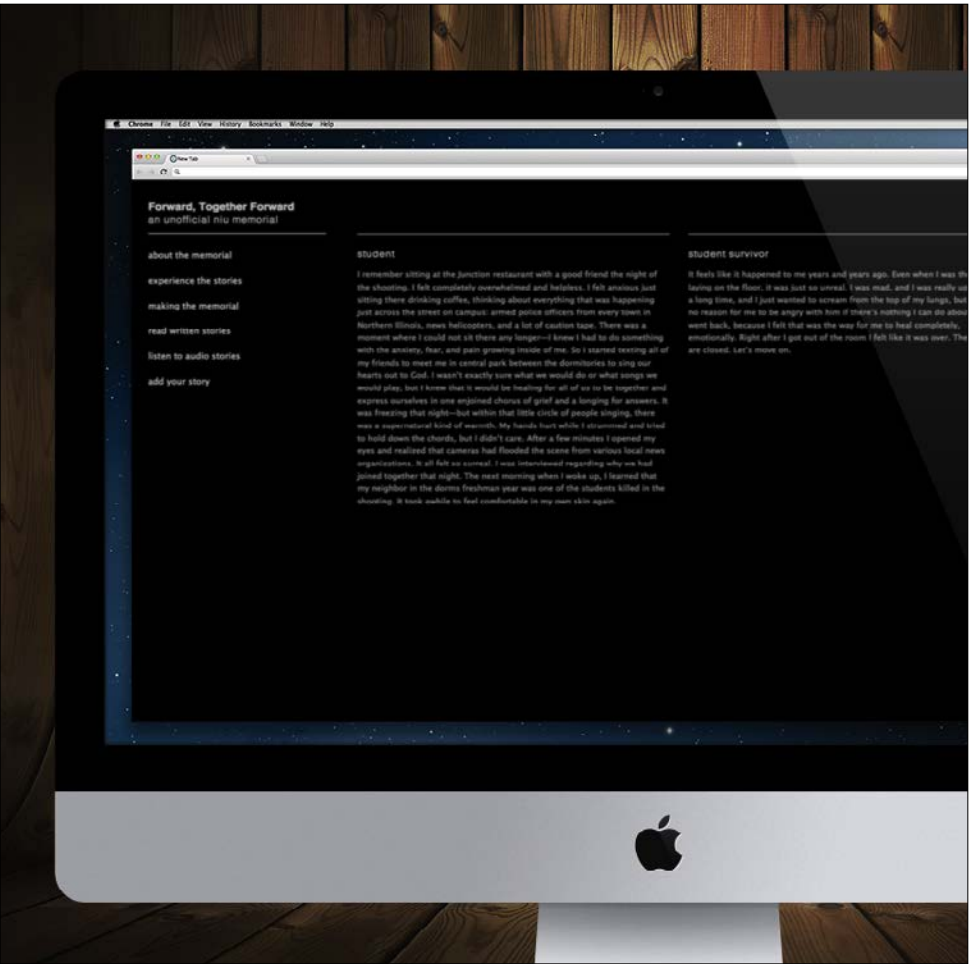 Chrome File Edit View History Bookmarks Window Help
New Tab
Forward, Together Forward
an unofficial niu memorial
about the memorial
experience the stories
making the memorial
read written stories
listen to audio stories
add your story
student
I remember sitting at the Junction restaurant with a good friend the night of
the shooting. I felt completely overwhelmed and helpless. I felt anxious just
sitting there drinking coffee, thinking about everything that was happening
just across the street on campus: armed police officers from every town in
Northern Illinois, news helicopters, and a lot of caution tape. There was a
moment where I could not sit there any longer—I knew I had to do something
with the anxiety, fear, and pain growing inside of me. So I started texting all of
my friends to meet me in central park between the dormitories to sing our
hearts out to God. I wasn't exactly sure what we would do or what songs we
would play, but I knew that it would be healing for all of us to be together and
express ourselves in one enjoined chorus of grief and a longing for answers. It
was freezing that night—but within that little circle of people singing, there
was a supernatural kind of warmth. My hands hurt while I strummed and tried
to hold down the chords, but I didn't care. After a few minutes I opened my
eyes and realized that cameras had flooded the scene from various local news
organizations. It all felt so surreal. I was interviewed regarding why we had
joined together that night. The next morning when I woke up, I learned that
my neighbor in the dorms freshman year was one of the students killed in the
shooting. It took awhile to feel comfortable in my own skin again.
student survivor
It feels like it happened to me years and years ago. Even when I was
laying on the floor, it was just so unreal. I was mad, and I was really
a long time, and I just wanted to scream from the top of my lungs, but
no reason for me to be angry with him if there's nothing I can do about
went back, because I felt that was the way for me to heal completely,
emotionally. Right after I got out of the room I felt like it was over. The
are closed. Let's move on.